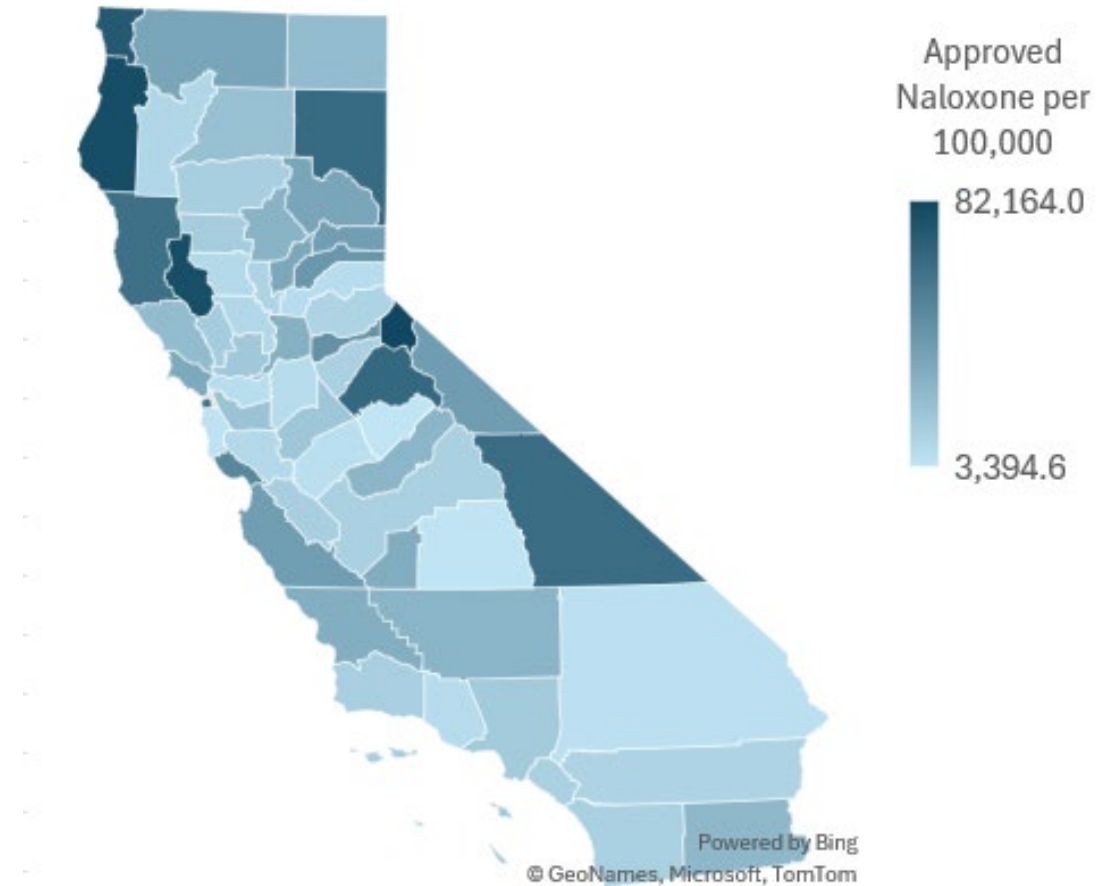 Approved
Naloxone per
100,000
82,164.0
3,394.6
Powered by Bing
© GeoNames, Microsoft, TomTom